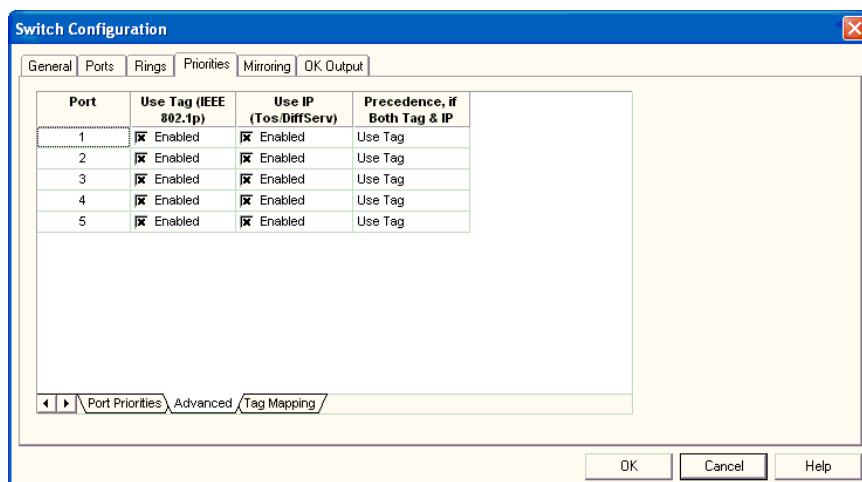 Switch Configuration
General Ports Rings Priorities Mirroring OK Output
Port Use Tag (IEEE 802.1p) Use IP (Tos/DiffServ) Precedence, if Both Tag & IP
1 Enabled Enabled Use Tag
2 Enabled Enabled Use Tag
3 Enabled Enabled Use Tag
4 Enabled Enabled Use Tag
5 Enabled Enabled Use Tag
Port Priorities Advanced Tag Mapping
OK Cancel Help